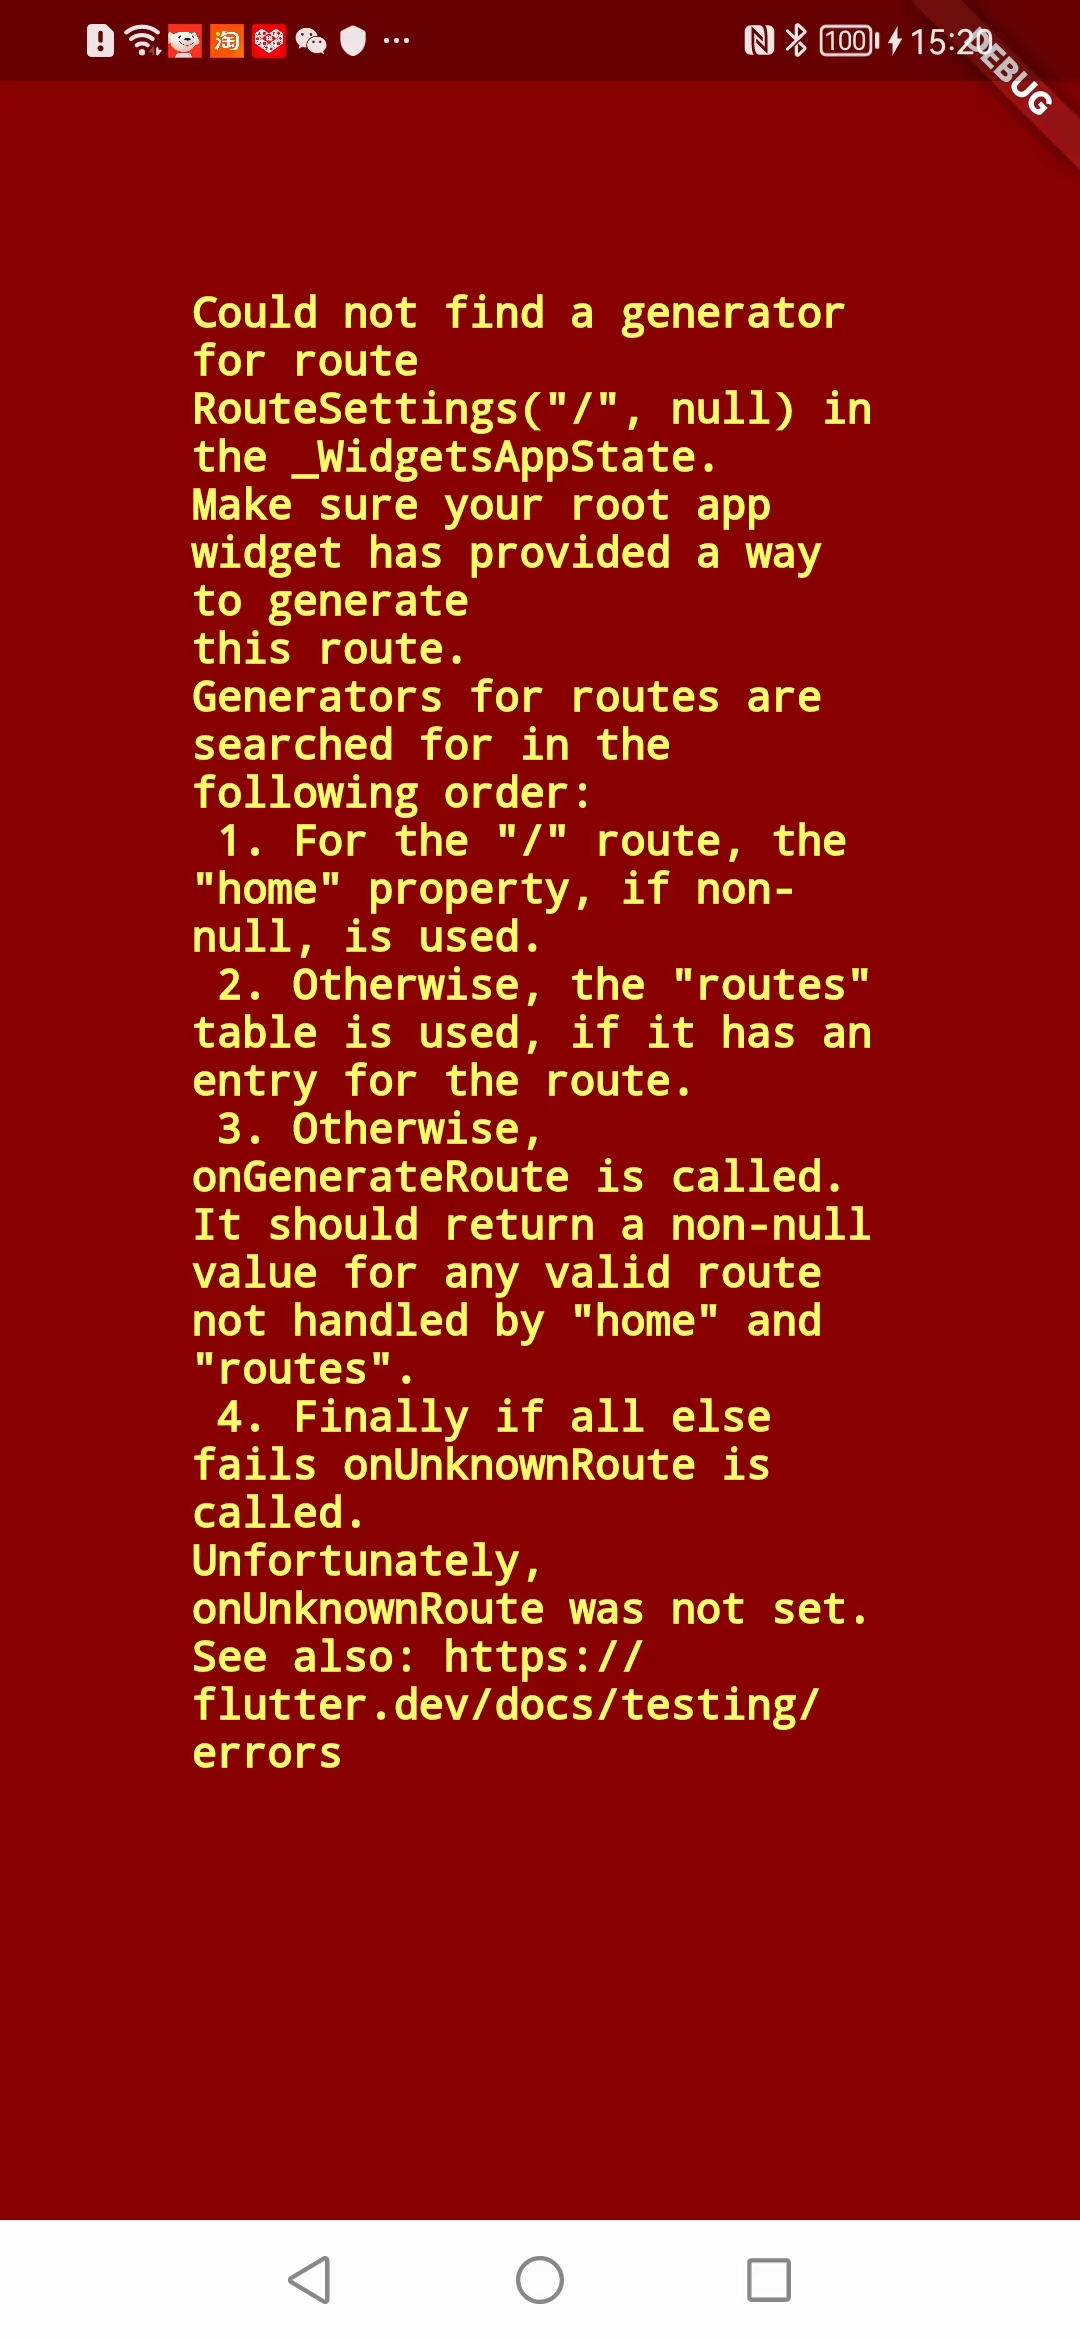 淘
100
15:20
DEBUG
Could not find a generator
for route
RouteSettings("/", null) in
the _WidgetsAppState.
Make sure your root app
widget has provided a way
to generate
this route.
Generators for routes are
searched for in the
following order:
1. For the "/" route, the
"home" property, if non-
null, is used.
2. Otherwise, the "routes"
table is used, if it has an
entry for the route.
3. Otherwise,
onGenerateRoute is called.
It should return a non-null
value for any valid route
not handled by "home" and
"routes".
4. Finally if all else
fails onUnknownRoute is
called.
Unfortunately,
onUnknownRoute was not set.
See also: https://
flutter.dev/docs/testing/
errors